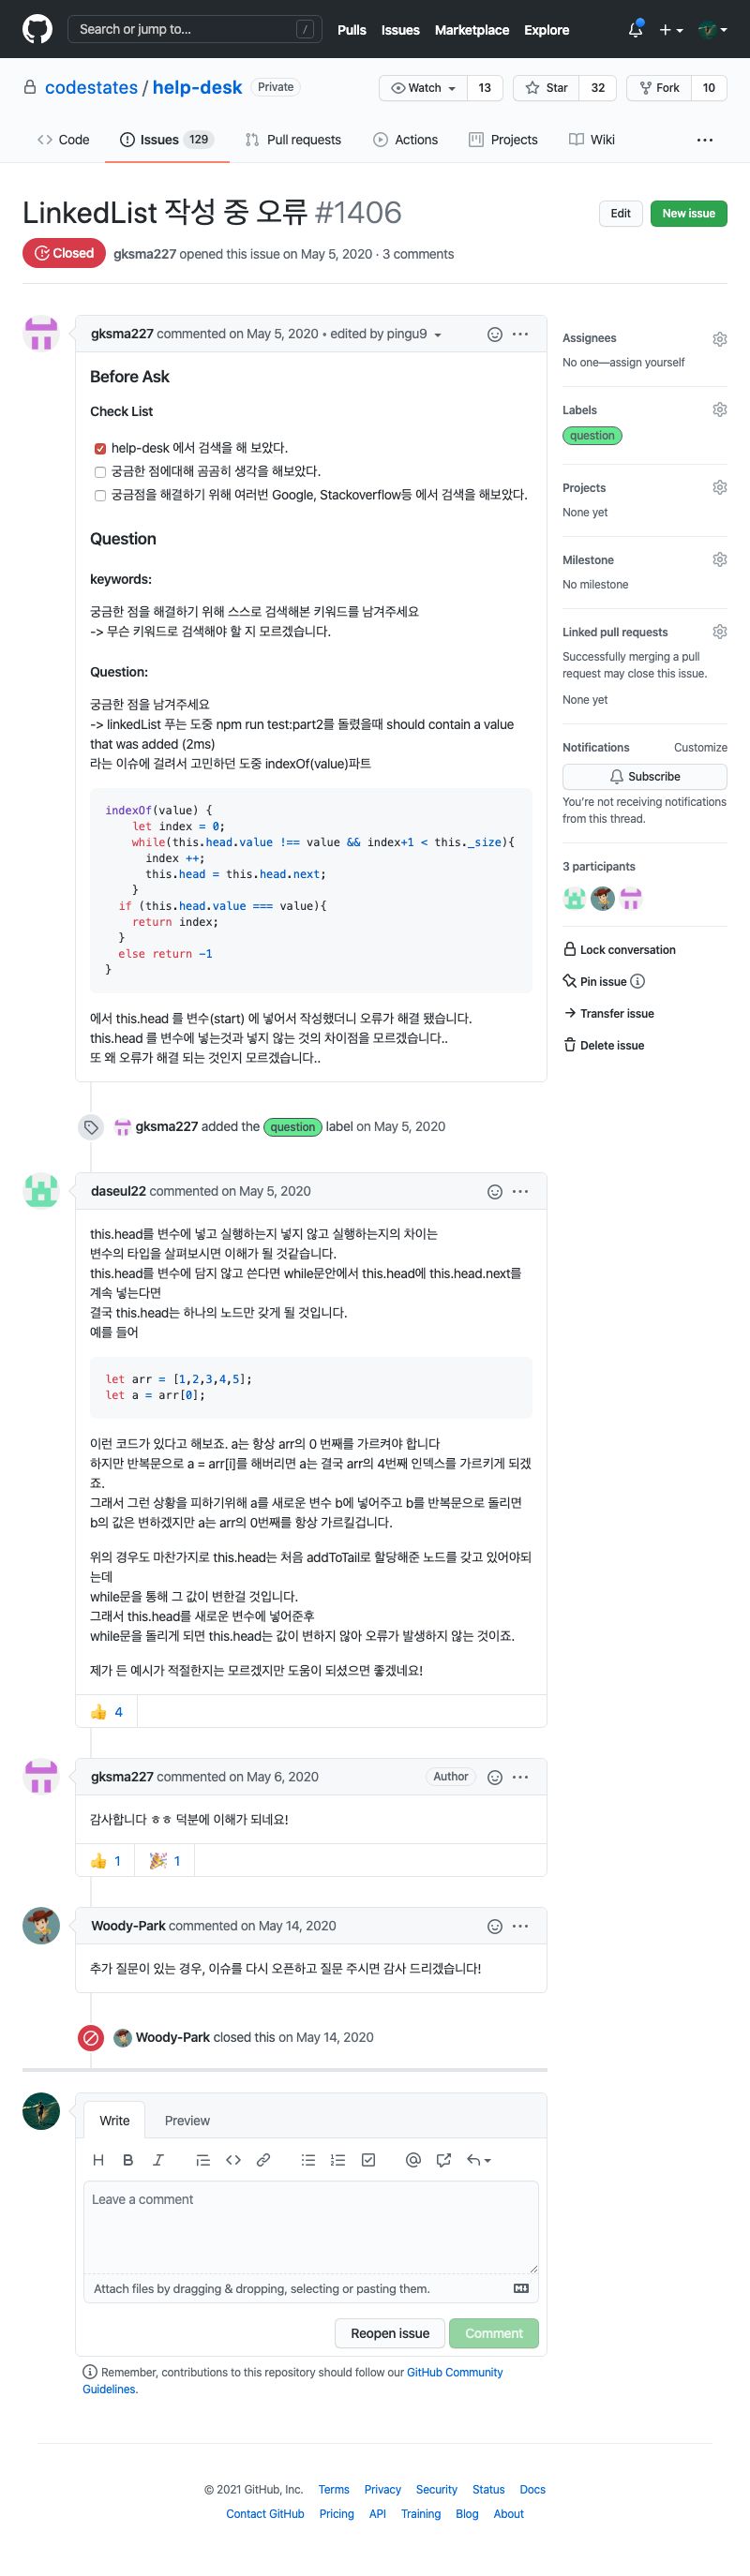 Search or jump to...
/
Pulls Issues Marketplace Explore
codestates / help-desk Private
Watch 13 Star 32 Fork 10
Code Issues 129 Pull requests Actions Projects Wiki
LinkedList 작성 중 오류 #1406
Edit New issue
Closed gksma227 opened this issue on May 5, 2020 · 3 comments
gksma227 commented on May 5, 2020 • edited by pingu9
Before Ask
Check List
help-desk 에서 검색을 해 보았다.
궁금한 점에대해 곰곰히 생각을 해보았다.
궁금점을 해결하기 위해 여러번 Google, Stackoverflow등 에서 검색을 해보았다.
Question
keywords:
궁금한 점을 해결하기 위해 스스로 검색해본 키워드를 남겨주세요
-> 무슨 키워드로 검색해야 할 지 모르겠습니다.
Question:
궁금한 점을 남겨주세요
-> linkedList 푸는 도중 npm run test:part2를 돌렸을때 should contain a value
that was added (2ms)
라는 이슈에 걸려서 고민하던 도중 indexOf(value)파트
indexOf(value) {
let index = 0;
while(this.head.value !== value && index+1 < this._size){
index ++;
this.head = this.head.next;
}
if (this.head.value === value){
return index;
}
else return -1
}
에서 this.head 를 변수(start) 에 넣어서 작성했더니 오류가 해결 됐습니다.
this.head 를 변수에 넣는것과 넣지 않는 것의 차이점을 모르겠습니다..
또 왜 오류가 해결 되는 것인지 모르겠습니다..
Assignees
No one—assign yourself
Labels
question
Projects
None yet
Milestone
No milestone
Linked pull requests
Successfully merging a pull
request may close this issue.
None yet
Notifications Customize
Subscribe
You're not receiving notifications
from this thread.
3 participants
Lock conversation
Pin issue
Transfer issue
Delete issue
gksma227 added the question label on May 5, 2020
daseul22 commented on May 5, 2020
this.head를 변수에 넣고 실행하는지 넣지 않고 실행하는지의 차이는
변수의 타입을 살펴보시면 이해가 될 것같습니다.
this.head를 변수에 담지 않고 쓴다면 while문안에서 this.head에 this.head.next를
계속 넣는다면
결국 this.head는 하나의 노드만 갖게 될 것입니다.
예를 들어
let arr = [1,2,3,4,5];
let a = arr[0];
이런 코드가 있다고 해보죠. a는 항상 arr의 0 번째를 가르켜야 합니다
하지만 반복문으로 a = arr[i]를 해버리면 a는 결국 arr의 4번째 인덱스를 가르키게 되겠
죠.
그래서 그런 상황을 피하기위해 a를 새로운 변수 b에 넣어주고 b를 반복문으로 돌리면
b의 값은 변하겠지만 a는 arr의 0번째를 항상 가르킬겁니다.
위의 경우도 마찬가지로 this.head는 처음 addToTail로 할당해준 노드를 갖고 있어야되
는데
while문을 통해 그 값이 변한걸 것입니다.
그래서 this.head를 새로운 변수에 넣어준후
while문을 돌리게 되면 this.head는 값이 변하지 않아 오류가 발생하지 않는 것이죠.
제가 든 예시가 적절한지는 모르겠지만 도움이 되셨으면 좋겠네요!
4
gksma227 commented on May 6, 2020 Author
감사합니다 ㅎㅎ 덕분에 이해가 되네요!
1 1
Woody-Park commented on May 14, 2020
추가 질문이 있는 경우, 이슈를 다시 오픈하고 질문 주시면 감사 드리겠습니다!
Woody-Park closed this on May 14, 2020
Write Preview
Leave a comment
Attach files by dragging & dropping, selecting or pasting them.
Reopen issue Comment
Remember, contributions to this repository should follow our GitHub Community
Guidelines.
© 2021 GitHub, Inc. Terms Privacy Security Status Docs
Contact GitHub Pricing API Training Blog About